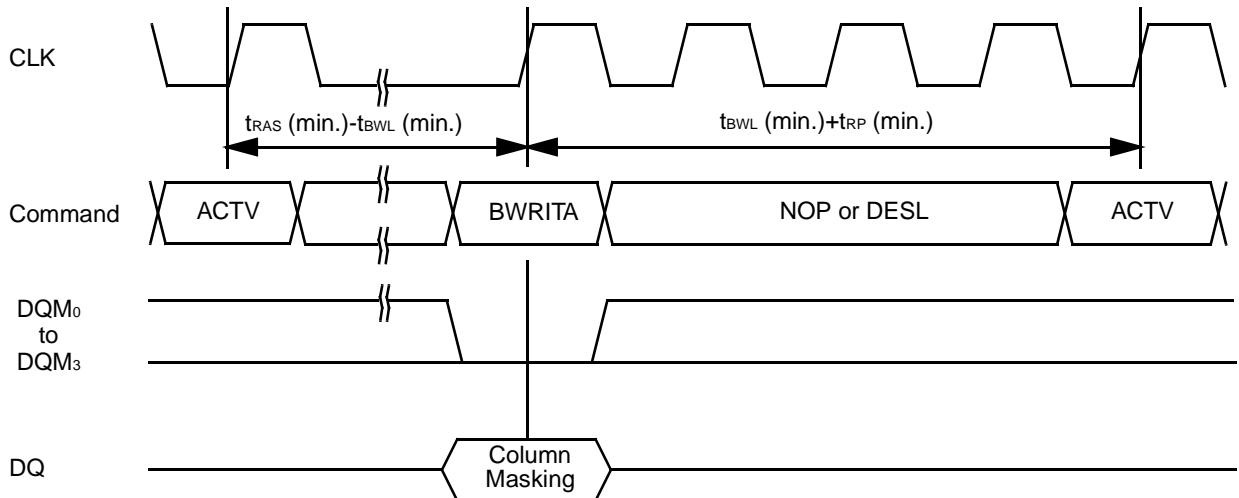 CLK
tRAS (min.)-tBWL (min.)
tBWL (min.)+tRP (min.)
Command
ACTV
BWRITA
NOP or DESL
ACTV
DQM0
to
DQM3
DQ
Column
Masking